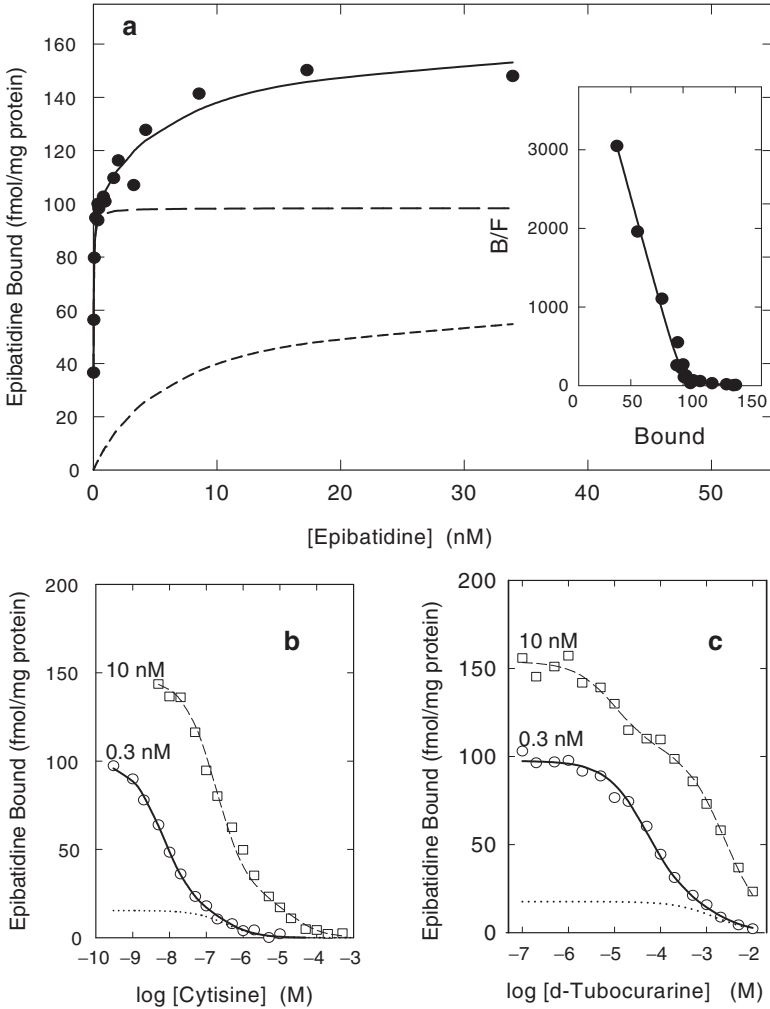 a
Epibatidine Bound (fmol/mg protein)
160
140
120
100
80
60
40
20
0
0 10 20 30 40 50
[Epibatidine] (nM)
B/F
3000
2000
1000
0
0 50 100 150
Bound
b
Epibatidine Bound (fmol/mg protein)
200
150
100
50
0
10 nM
0.3 nM
−10 −9 −8 −7 −6 −5 −4 −3
log [Cytisine] (M)
c
Epibatidine Bound (fmol/mg protein)
200
150
100
50
0
10 nM
0.3 nM
−7 −6 −5 −4 −3 −2
log [d-Tubocurarine] (M)